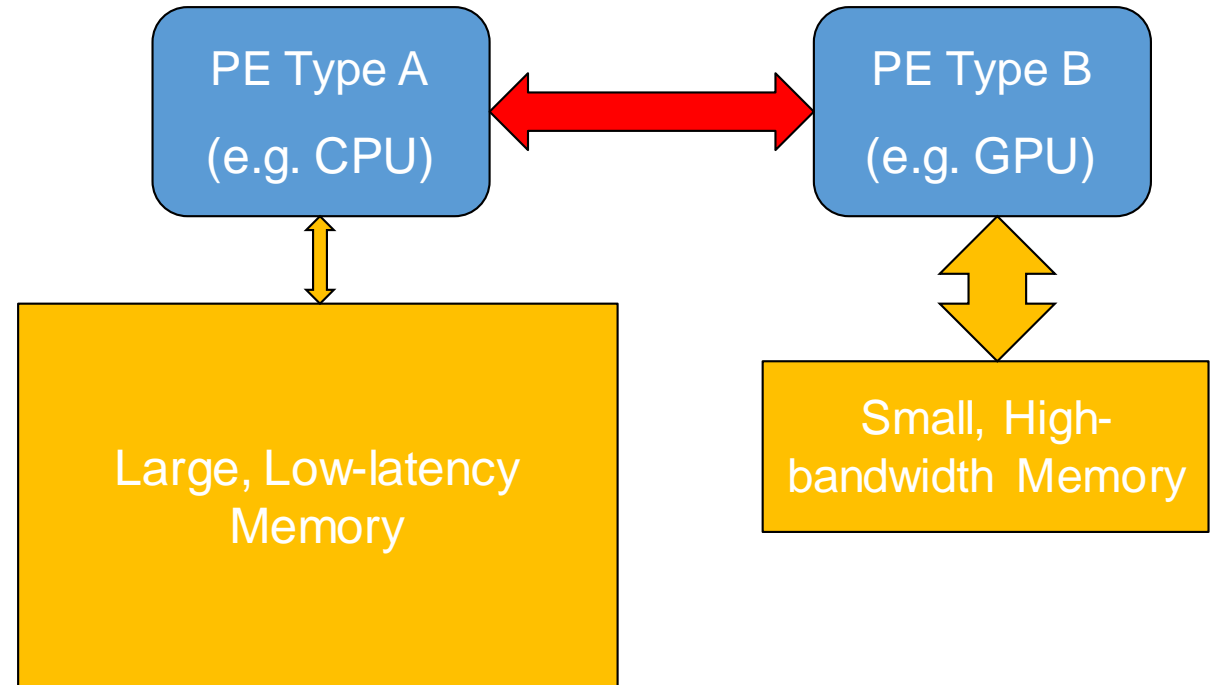 PE Type A
(e.g. CPU)
PE Type B
(e.g. GPU)
Large, Low-latency
Memory
Small, High-
bandwidth Memory